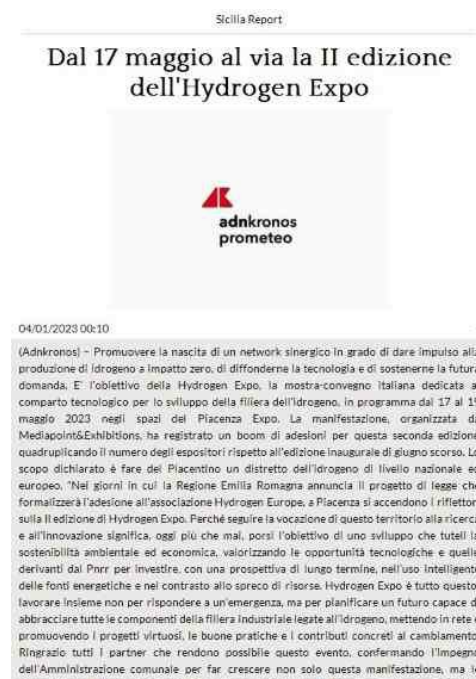 Sicilia Report
Dal 17 maggio al via la II edizione
dell'Hydrogen Expo
adnkronos
prometeo
04/01/2023 00:10
(Adnkronos) – Promuovere la nascita di un network sinergico in grado di dare impulso alla
produzione di idrogeno a impatto zero, di diffonderne la tecnologia e di sostenerne la futura
domanda. E' l'obiettivo della Hydrogen Expo, la mostra-convegno italiana dedicata al
comparto tecnologico per lo sviluppo della filiera dell'idrogeno, in programma dal 17 al 19
maggio 2023 negli spazi del Piacenza Expo. La manifestazione, organizzata da
Mediapoint&Exhibitions, ha registrato un boom di adesioni per questa seconda edizione
quadruplicando il numero degli espositori rispetto all'edizione inaugurale di giugno scorso. Lo
scopo dichiarato è fare del Piacentino un distretto dell'idrogeno di livello nazionale ed
europeo. "Nei giorni in cui la Regione Emilia Romagna annuncia il progetto di legge che
formalizzerà l'adesione all'associazione Hydrogen Europe, a Piacenza si accendono i riflettori
sulla II edizione di Hydrogen Expo. Perché seguire la vocazione di questo territorio alla ricerca
e all'innovazione significa, oggi più che mai, porsi l'obiettivo di uno sviluppo che tuteli la
sostenibilità ambientale ed economica, valorizzando le opportunità tecnologiche e quelle
derivanti dal Pnrr per investire, con una prospettiva di lungo termine, nell'uso intelligente
delle fonti energetiche e nel contrasto allo spreco di risorse. Hydrogen Expo è tutto questo:
lavorare insieme non per rispondere a un'emergenza, ma per planificare un futuro capace di
abbracciare tutte le componenti della filiera industriale legate all'idrogeno, mettendo in rete e
promuovendo i progetti virtuosi, le buone pratiche e i contributi concreti al cambiamento.
Ringrazio tutti i partner che rendono possibile questo evento, confermando l'impegno
dell'Amministrazione comunale per far crescere non solo questa manifestazione, ma le